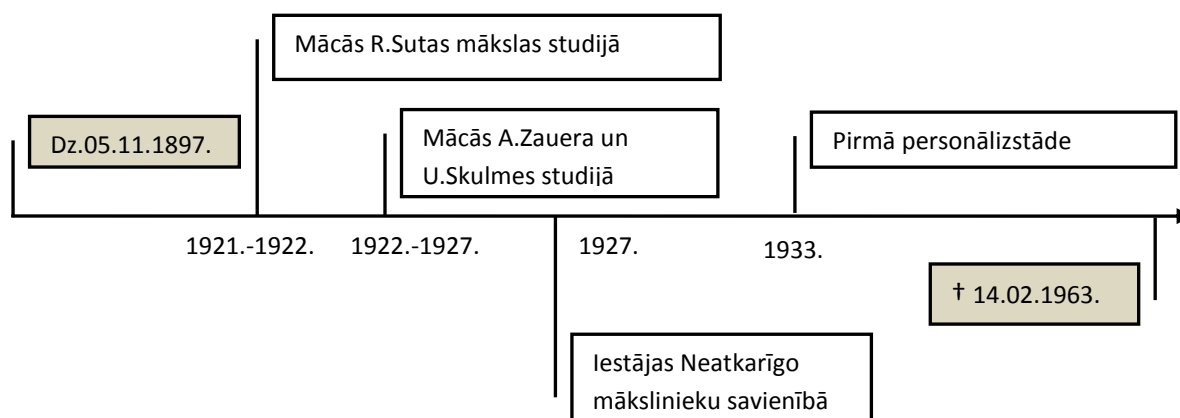 Mācās R.Sutas mākslas studijā
Dz.05.11.1897.
Mācās A.Zauera un
U.Skulmes studijā
Pirmā personālizstāde
1921.-1922.
1922.-1927.
1927.
1933.
† 14.02.1963.
Iestājas Neatkarīgo
mākslinieku savienībā